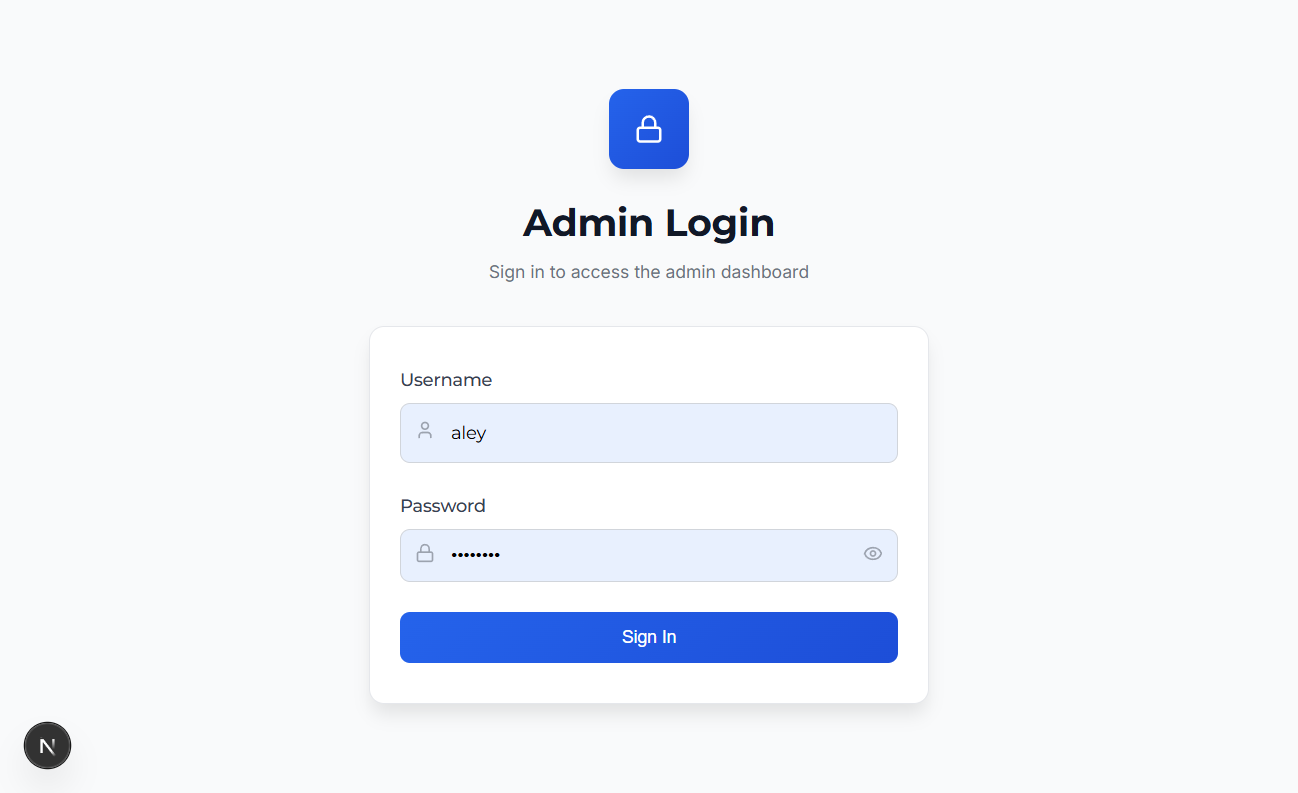 Admin Login
Sign in to access the admin dashboard
Username
aley
Password
••••••••
Sign In
N